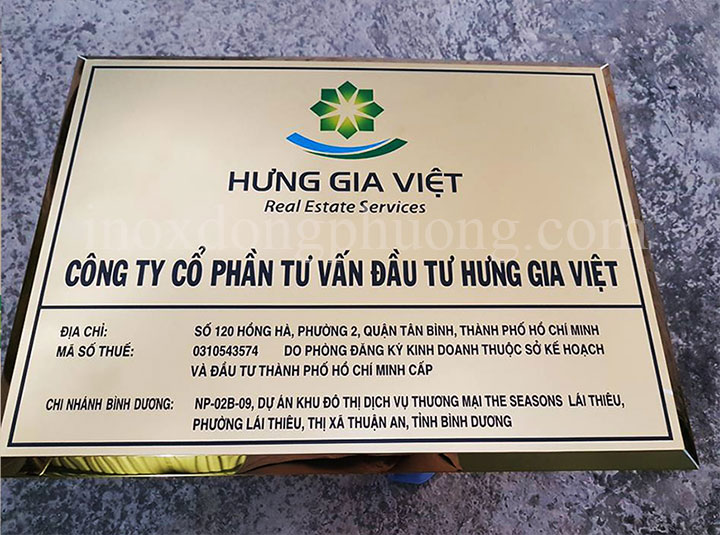 HƯNG GIA VIỆT
Real Estate Services
inoxdongphuong.com
CÔNG TY CỔ PHẦN TƯ VẤN ĐẦU TƯ HƯNG GIA VIỆT
ĐỊA CHỈ: SỐ 120 HỒNG HÀ, PHƯỜNG 2, QUẬN TÂN BÌNH, THÀNH PHỐ HỒ CHÍ MINH
MÃ SỐ THUẾ: 0310543574 DO PHÒNG ĐĂNG KÝ KINH DOANH THUỘC SỞ KẾ HOẠCH
VÀ ĐẦU TƯ THÀNH PHỐ HỒ CHÍ MINH CẤP
CHI NHÁNH BÌNH DƯƠNG: NP-02B-09, DỰ ÁN KHU ĐÔ THỊ DỊCH VỤ THƯƠNG MẠI THE SEASONS LÁI THIÊU,
PHƯỜNG LÁI THIÊU, THỊ XÃ THUẬN AN, TỈNH BÌNH DƯƠNG